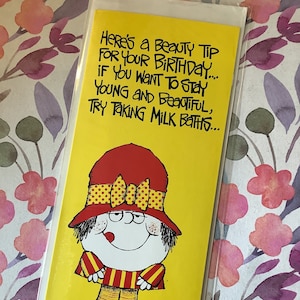 HERE'S A BEAUTY TIP
FOR YOUR BIRTHDAY...
IF YOU WANT TO STAY
YOUNG AND BEAUTIFUL,
TRY TAKING MILK BATHS...